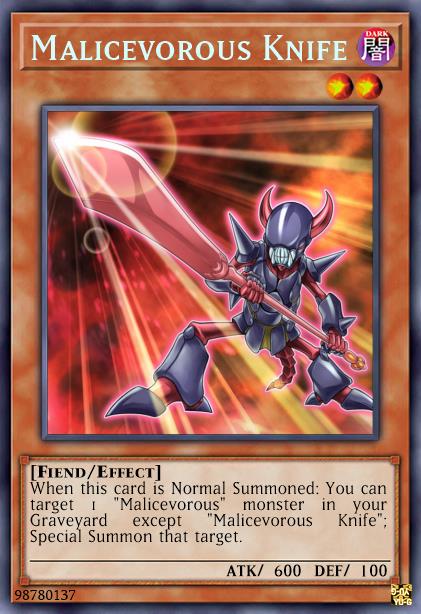 MALICEVOROUS KNIFE
DARK
闇
[FIEND/EFFECT]
When this card is Normal Summoned: You can
target 1 "Malicevorous" monster in your
Graveyard except "Malicevorous Knife";
Special Summon that target.
ATK/ 600 DEF/ 100
98780137